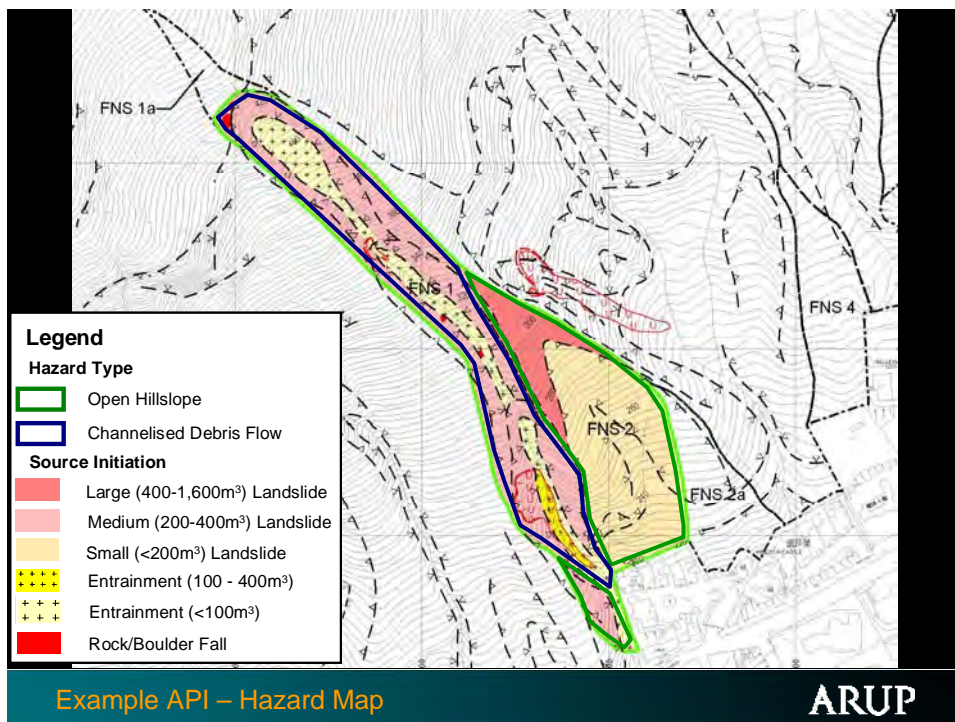 FNS 1a
FNS 1
FNS 4
FNS 2
FNS 2a
200
260
Legend
Hazard Type
Open Hillslope
Channelised Debris Flow
Source Initiation
Large (400-1,600m³) Landslide
Medium (200-400m³) Landslide
Small (<200m³) Landslide
Entrainment (100 - 400m³)
Entrainment (<100m³)
Rock/Boulder Fall
Example API – Hazard Map
ARUP